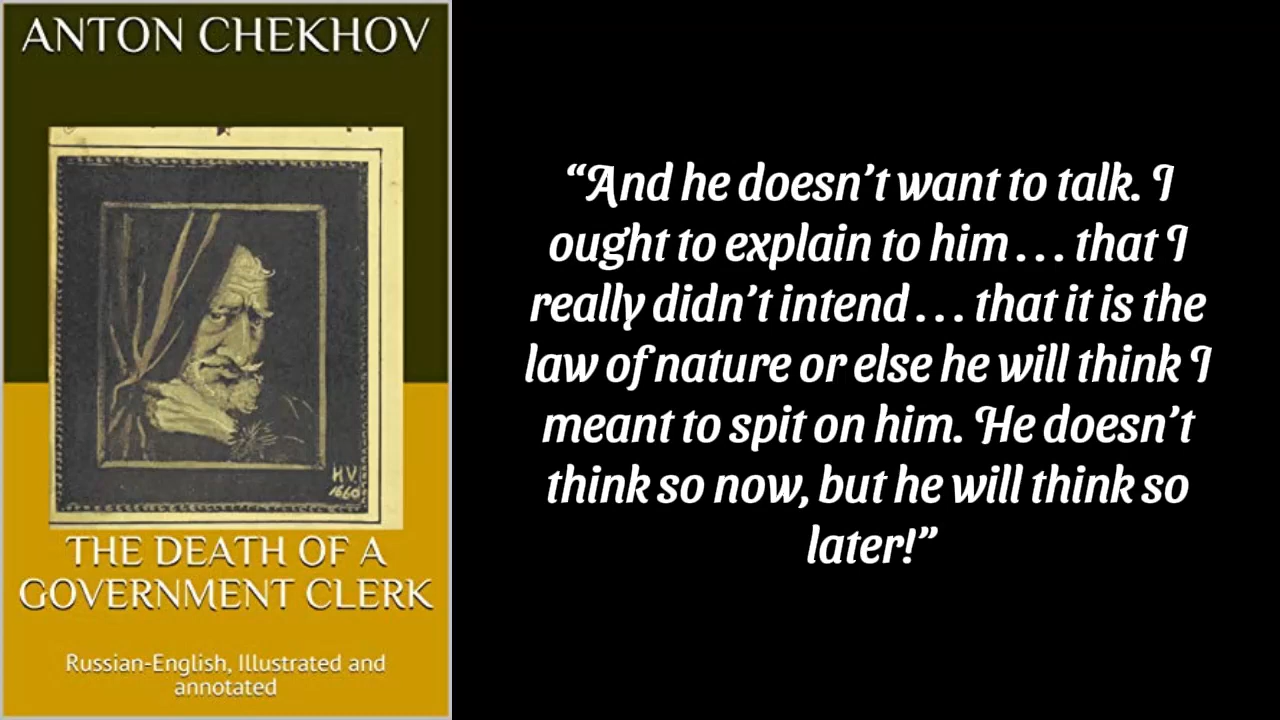 ANTON CHEKHOV
H.V.
1660
THE DEATH OF A
GOVERNMENT CLERK
Russian-English, Illustrated and
annotated
“And he doesn’t want to talk. I
ought to explain to him . . . that I
really didn’t intend . . . that it is the
law of nature or else he will think I
meant to spit on him. He doesn’t
think so now, but he will think so
later!”